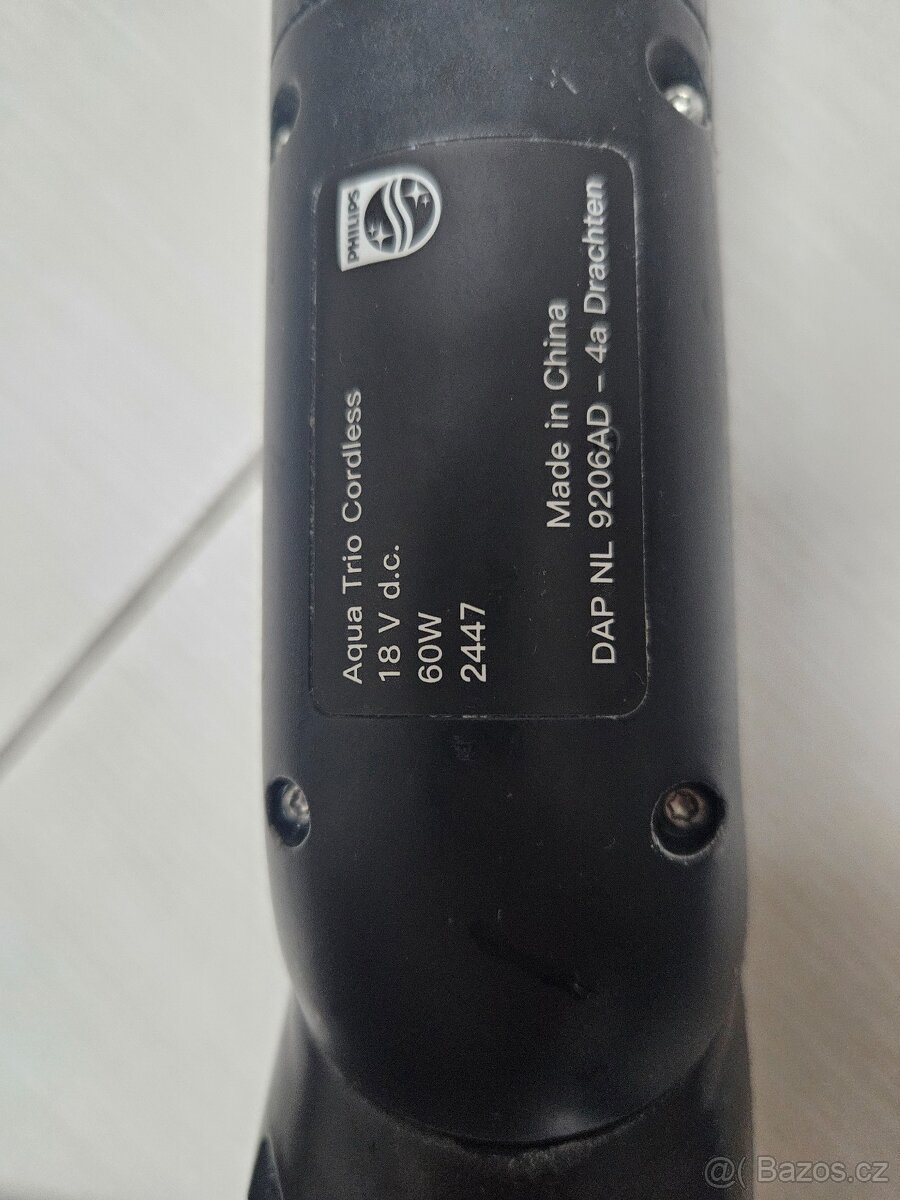 PHILIPS
Aqua Trio Cordless
18 V d.c.
60W
2447
Made in China
DAP NL 9206AD – 4a Drachten
@( Bazos.cz